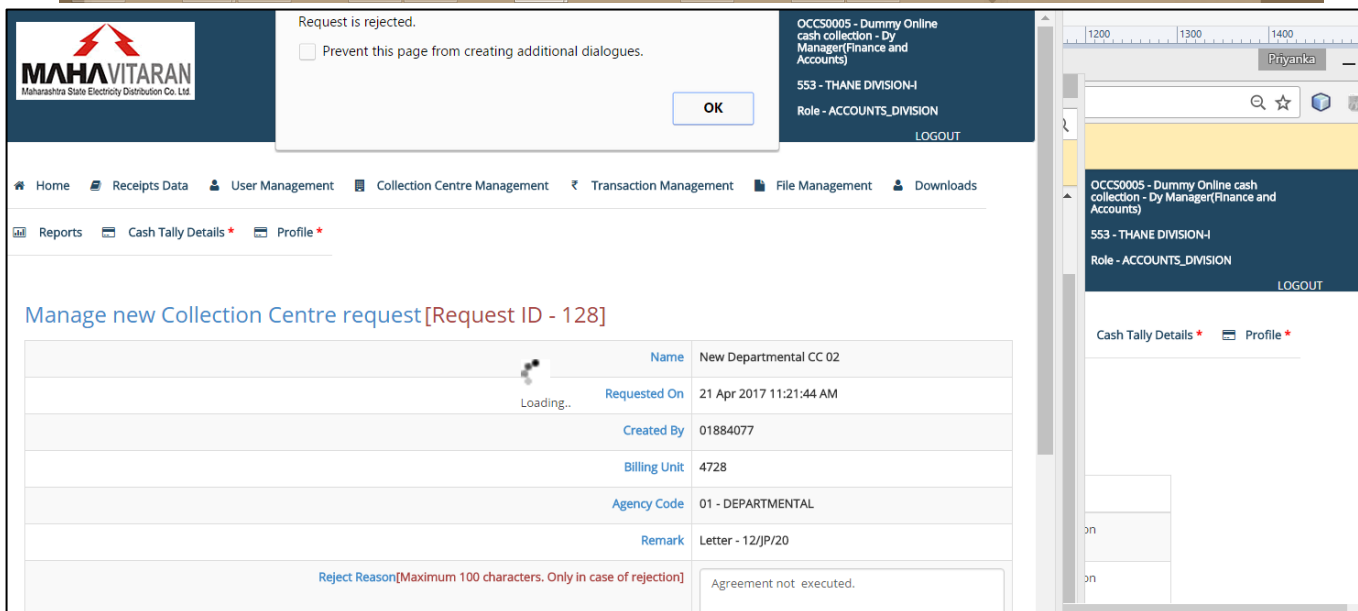 MAHAVITARAN
Maharashtra State Electricity Distribution Co. Ltd.
Request is rejected.
Prevent this page from creating additional dialogues.
OK
OCCS0005 - Dummy Online
cash collection - Dy
Manager(Finance and
Accounts)
553 - THANE DIVISION-I
Role - ACCOUNTS_DIVISION
LOGOUT
Home Receipts Data User Management Collection Centre Management ₹ Transaction Management File Management Downloads
Reports Cash Tally Details * Profile *
Manage new Collection Centre request[Request ID - 128]
Name New Departmental CC 02
Loading..
Requested On 21 Apr 2017 11:21:44 AM
Created By 01884077
Billing Unit 4728
Agency Code 01 - DEPARTMENTAL
Remark Letter - 12/JP/20
Reject Reason[Maximum 100 characters. Only in case of rejection] Agreement not executed.
1200 1300 1400
Priyanka
OCCS0005 - Dummy Online cash
collection - Dy Manager(Finance and
Accounts)
553 - THANE DIVISION-I
Role - ACCOUNTS_DIVISION
LOGOUT
Cash Tally Details * Profile *
on
on